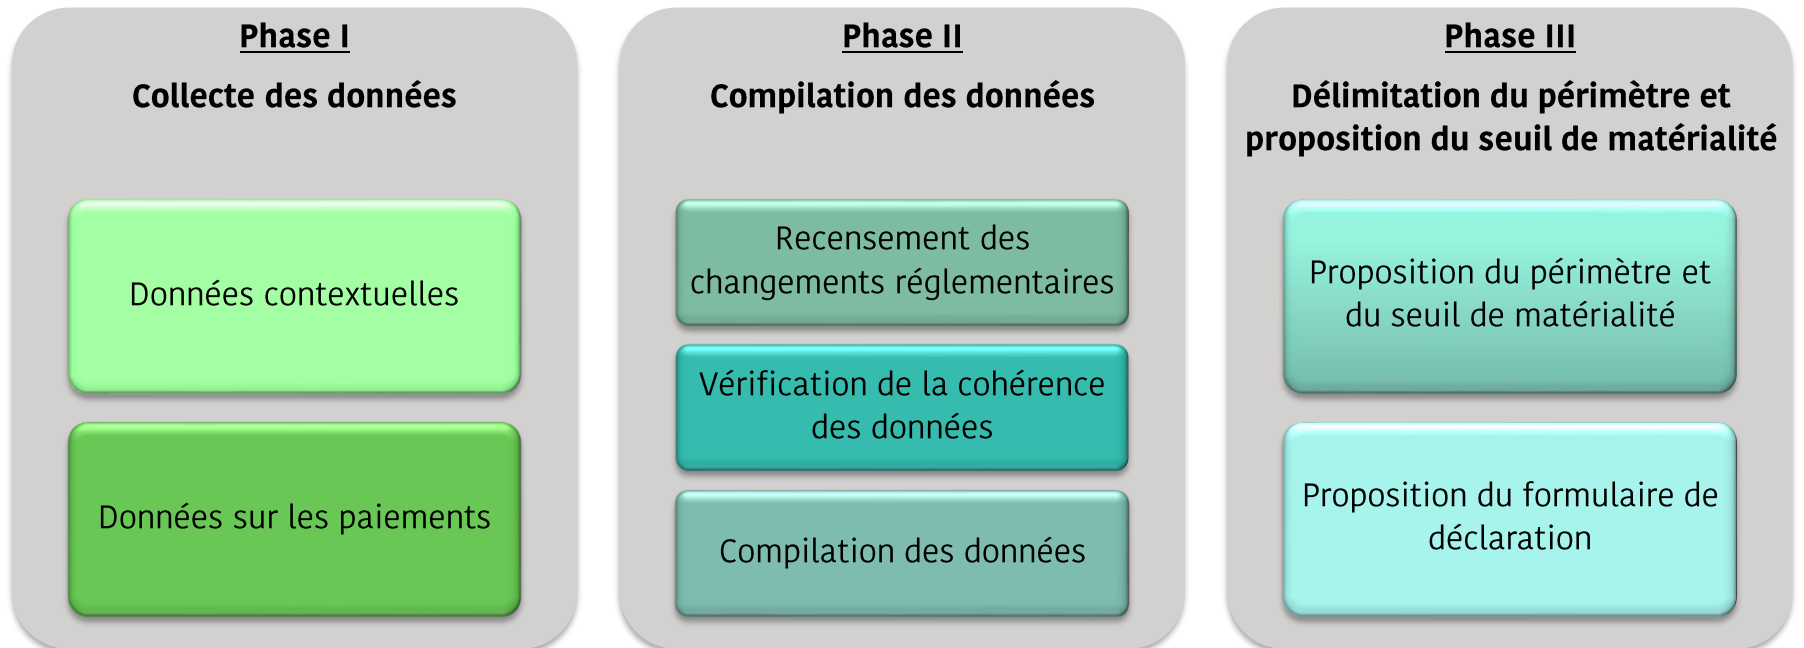 Phase I
Collecte des données
Données contextuelles
Données sur les paiements
Phase II
Compilation des données
Recensement des
changements réglementaires
Vérification de la cohérence
des données
Compilation des données
Phase III
Délimitation du périmètre et
proposition du seuil de matérialité
Proposition du périmètre et
du seuil de matérialité
Proposition du formulaire de
déclaration